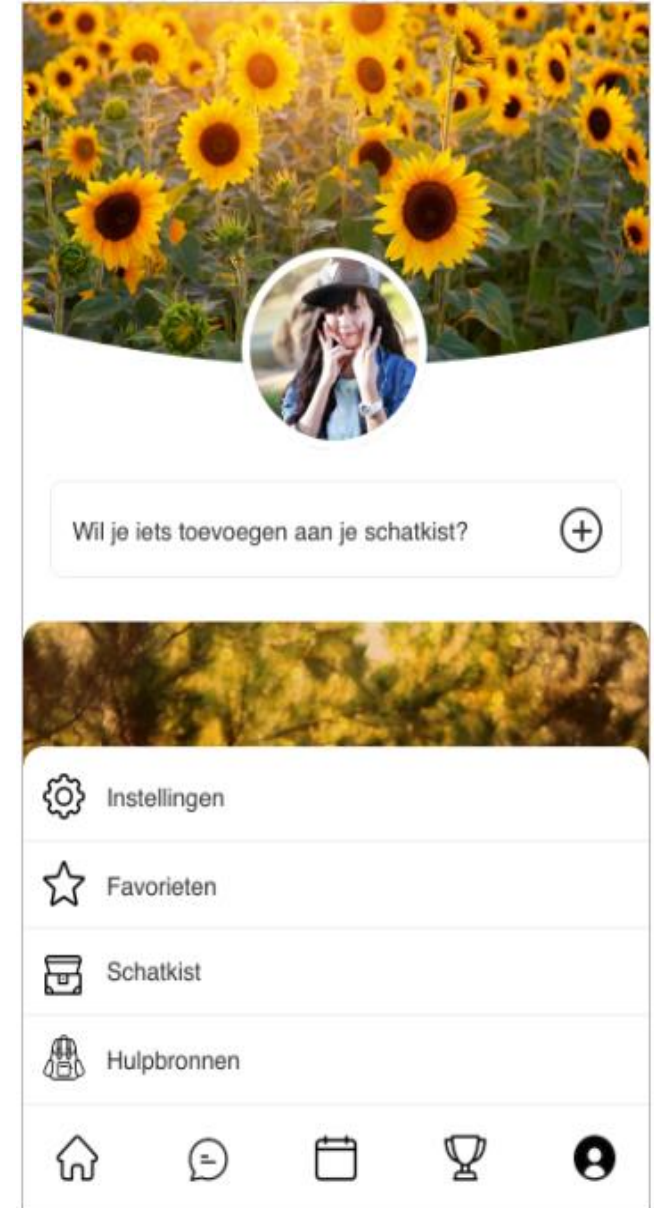 Wil je iets toevoegen aan je schatkist?
Instellingen
Favorieten
Schatkist
Hulpbronnen